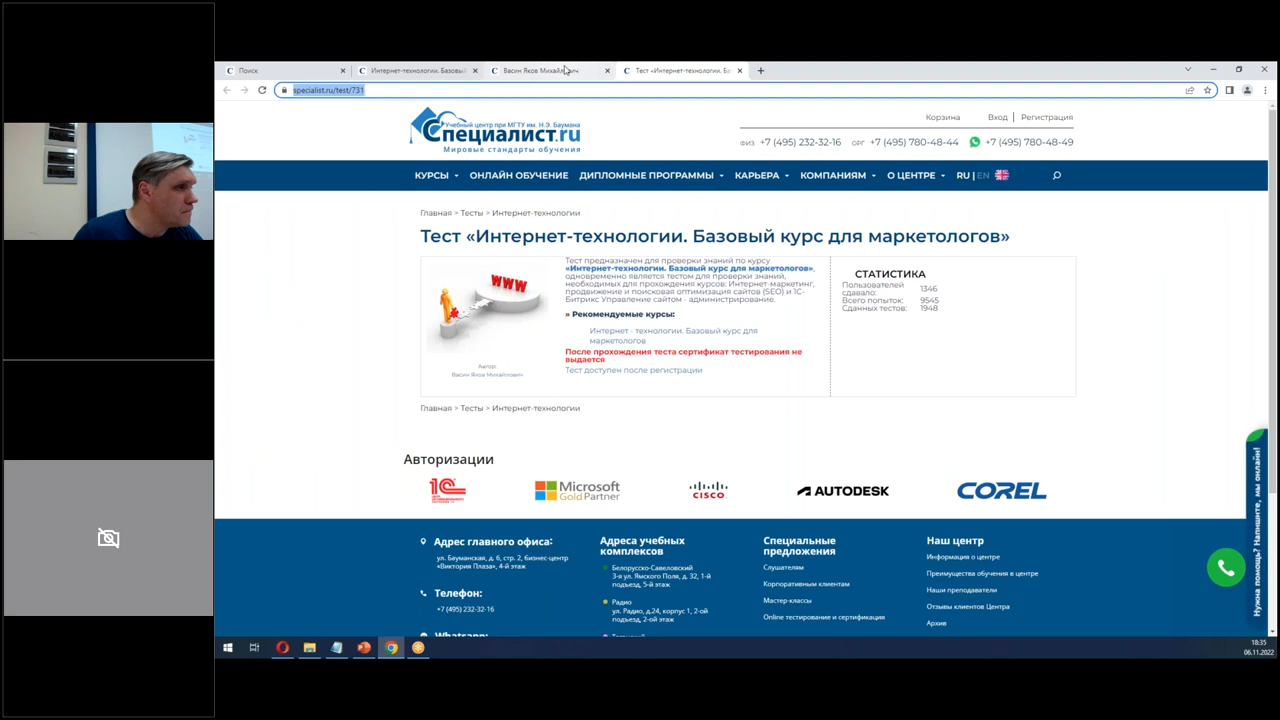 Поиск
Интернет-технологии. Базовый
Васин Яков Михайлович
Тест «Интернет-технологии. Ба
specialist.ru/test/731
Учебный центр при МГТУ им. Н.Э. Баумана
Специалист.ru
Мировые стандарты обучения
Корзина
Вход | Регистрация
ФИЗ +7 (495) 232-32-16 ОРГ +7 (495) 780-48-44 +7 (495) 780-48-49
КУРСЫ ОНЛАЙН ОБУЧЕНИЕ ДИПЛОМНЫЕ ПРОГРАММЫ КАРЬЕРА КОМПАНИЯМ О ЦЕНТРЕ RU | EN
Главная > Тесты > Интернет-технологии
Тест «Интернет-технологии. Базовый курс для маркетологов»
WWW
Автор:
Васин Яков Михайлович
Тест предназначен для проверки знаний по курсу
«Интернет-технологии. Базовый курс для маркетологов»,
одновременно является тестом для проверки знаний,
необходимых для прохождения курсов: Интернет-маркетинг,
продвижение и поисковая оптимизация сайтов (SEO) и 1С-
Битрикс Управление сайтом - администрирование.
» Рекомендуемые курсы:
Интернет - технологии. Базовый курс для
маркетологов
После прохождения теста сертификат тестирования не
выдается
Тест доступен после регистрации
СТАТИСТИКА
Пользователей
сдавало: 1346
Всего попыток: 9545
Сданных тестов: 1948
Главная > Тесты > Интернет-технологии
Авторизации
1С
Microsoft
Gold Partner
CISCO
AUTODESK
COREL
Нужна помощь? Напишите, мы онлайн!
Адрес главного офиса:
ул. Бауманская, д. 6, стр. 2, бизнес-центр
«Виктория Плаза», 4-й этаж
Телефон:
+7 (495) 232-32-16
Whatsapp:
Адреса учебных
комплексов
Белорусско-Савеловский
3-я ул. Ямского Поля, д. 32, 1-й
подъезд, 5-й этаж
Радио
ул. Радио, д.24, корпус 1, 2-ой
подъезд, 2-ой этаж
Специальные
предложения
Слушателям
Корпоративным клиентам
Мастер-классы
Online тестирование и сертификация
Наш центр
Информация о центре
Преимущества обучения в центре
Наши преподаватели
Отзывы клиентов Центра
Архив
18:35
06.11.2022